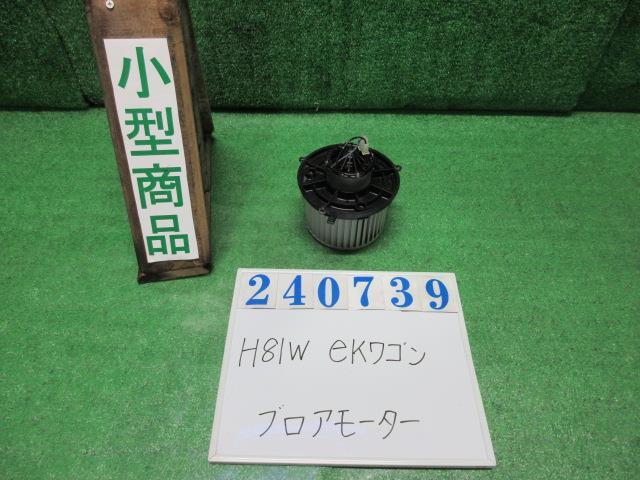 小型商品
240739
H81W eKワゴン
ブロアモーター